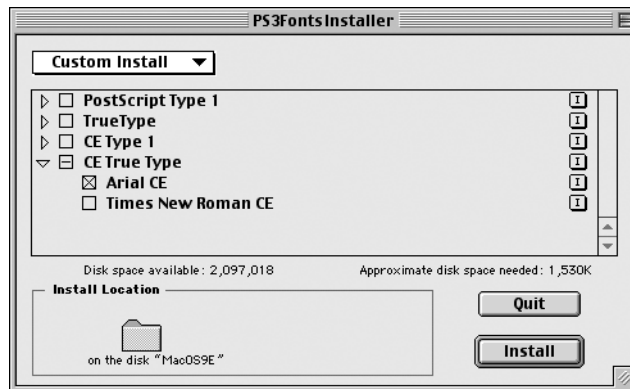 PS3FontsInstaller
Custom Install
PostScript Type 1
TrueType
CE Type 1
CE True Type
Arial CE
Times New Roman CE
Disk space available: 2,097,018 Approximate disk space needed: 1,530K
Install Location
Quit
on the disk “MacOS9E”
Install